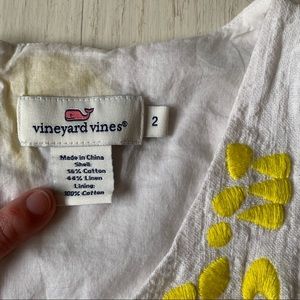 vineyard vines®
2
Made in China
Shell:
56% Cotton
44% Linen
Lining:
100% Cotton